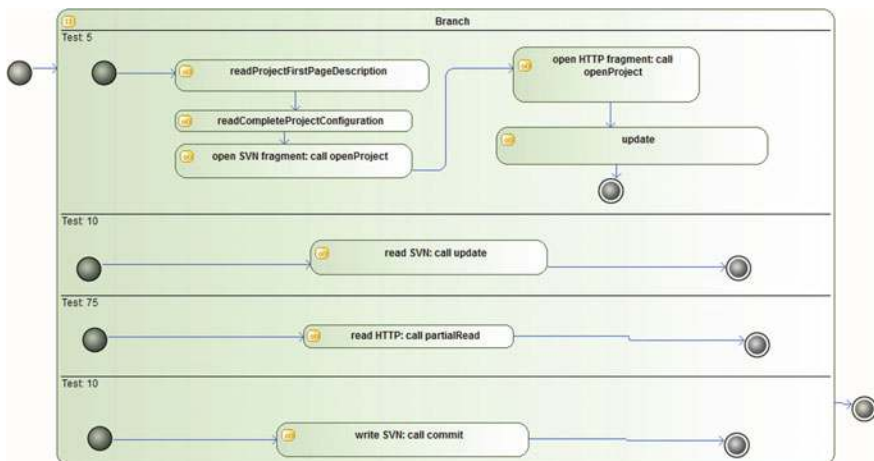 Branch
Test: 5
readProjectFirstPageDescription
readCompleteProjectConfiguration
open SVN fragment: call openProject
open HTTP fragment: call
openProject
update
Test: 10
read SVN: call update
Test: 75
read HTTP: call partialRead
Test: 10
write SVN: call commit